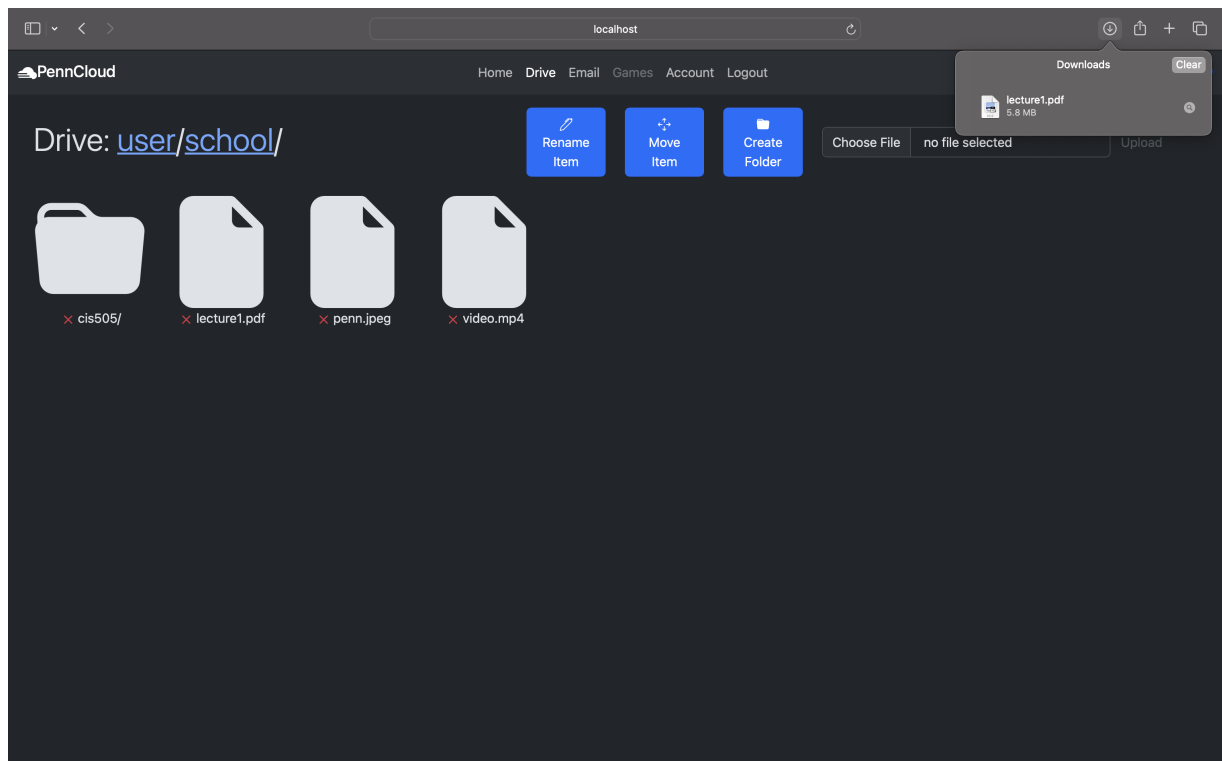 localhost
PennCloud
Home Drive Email Games Account Logout
Downloads
Clear
lecture1.pdf
5.8 MB
Drive: user/school/
Rename
Item
Move
Item
Create
Folder
Choose File no file selected
Upload
cis505/
lecture1.pdf
penn.jpeg
video.mp4